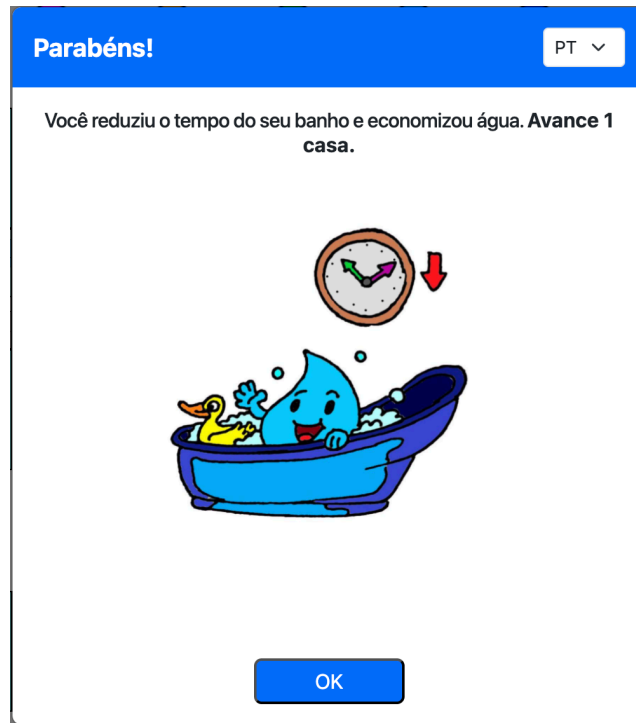 Parabéns!
PT
Você reduziu o tempo do seu banho e economizou água. Avance 1
casa.
OK